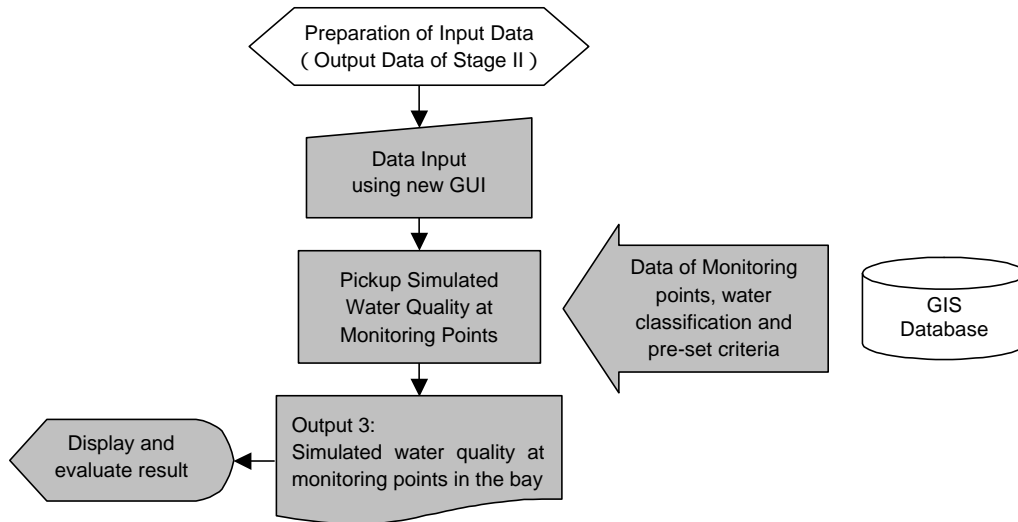 Preparation of Input Data
( Output Data of Stage II )
Data Input
using new GUI
Pickup Simulated
Water Quality at
Monitoring Points
Data of Monitoring
points, water
classification and
pre-set criteria
GIS
Database
Output 3:
Simulated water quality at
monitoring points in the bay
Display and
evaluate result